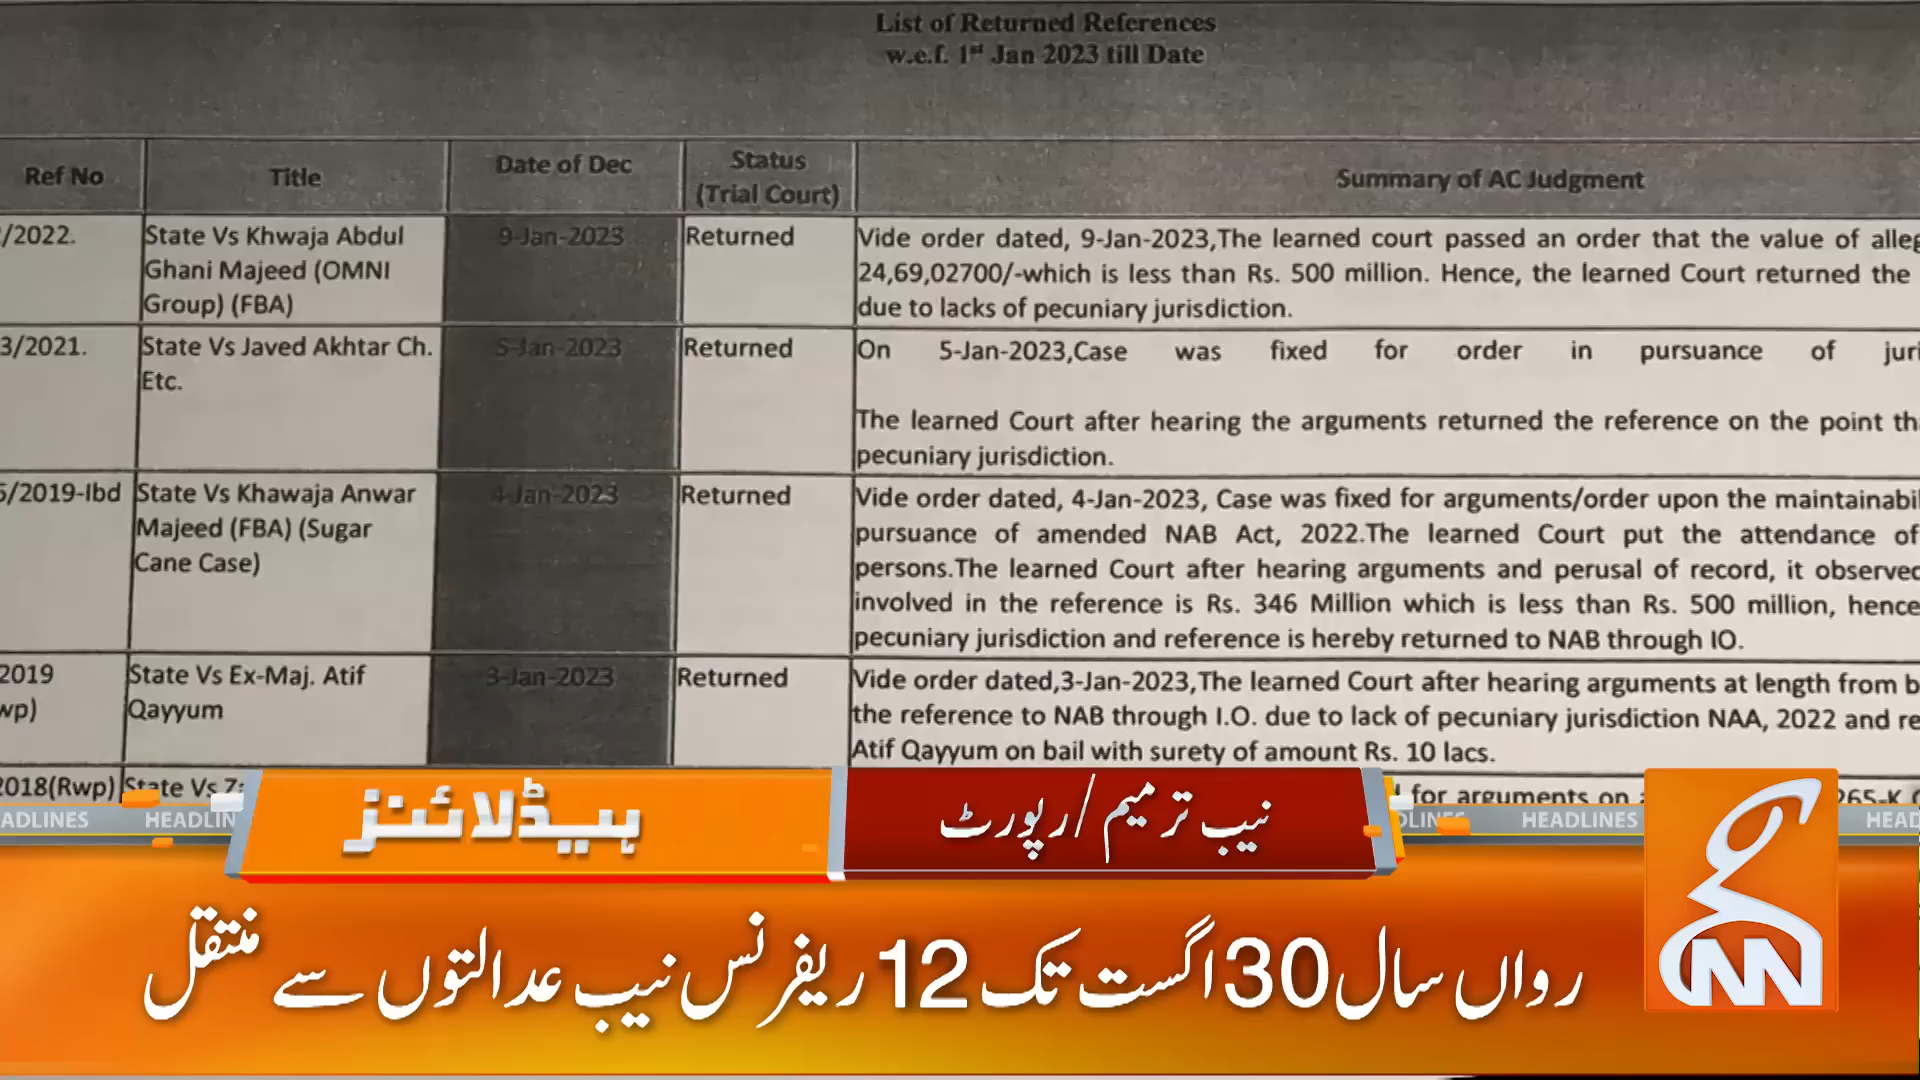 List of Returned References
w.e.f. 1st Jan 2023 till Date
Ref No
Title
Date of Dec
Status
(Trial Court)
Summary of AC Judgment
/2022.
State Vs Khwaja Abdul
Ghani Majeed (OMNI
Group) (FBA)
9-Jan-2023
Returned
Vide order dated, 9-Jan-2023,The learned court passed an order that the value of
24,69,02700/-which is less than Rs. 500 million. Hence, the learned Court returned the
due to lacks of pecuniary jurisdiction.
3/2021.
State Vs Javed Akhtar Ch.
Etc.
5-Jan-2023
Returned
On 5-Jan-2023,Case was fixed for order in pursuance of
The learned Court after hearing the arguments returned the reference on the point
pecuniary jurisdiction.
/2019-Ibd
State Vs Khawaja Anwar
Majeed (FBA) (Sugar
Cane Case)
4-Jan-2023
Returned
Vide order dated, 4-Jan-2023, Case was fixed for arguments/order upon the
pursuance of amended NAB Act, 2022.The learned Court put the attendance of
persons.The learned Court after hearing arguments and perusal of record, it observed
involved in the reference is Rs. 346 Million which is less than Rs. 500 million, hence
pecuniary jurisdiction and reference is hereby returned to NAB through IO.
2019
wp)
State Vs Ex-Maj. Atif
Qayyum
3-Jan-2023
Returned
Vide order dated,3-Jan-2023,The learned Court after hearing arguments at length from
the reference to NAB through I.O. due to lack of pecuniary jurisdiction NAA, 2022 and
Atif Qayyum on bail with surety of amount Rs. 10 lacs.
2018(Rwp)
State Vs
for arguments on
265-K
HEADLINES
نیب ترمیم/رپورٹ
ہیڈلائنز
رواں سال 30 اگست تک 12 ریفرنس نیب عدالتوں سے منتقل
GNN